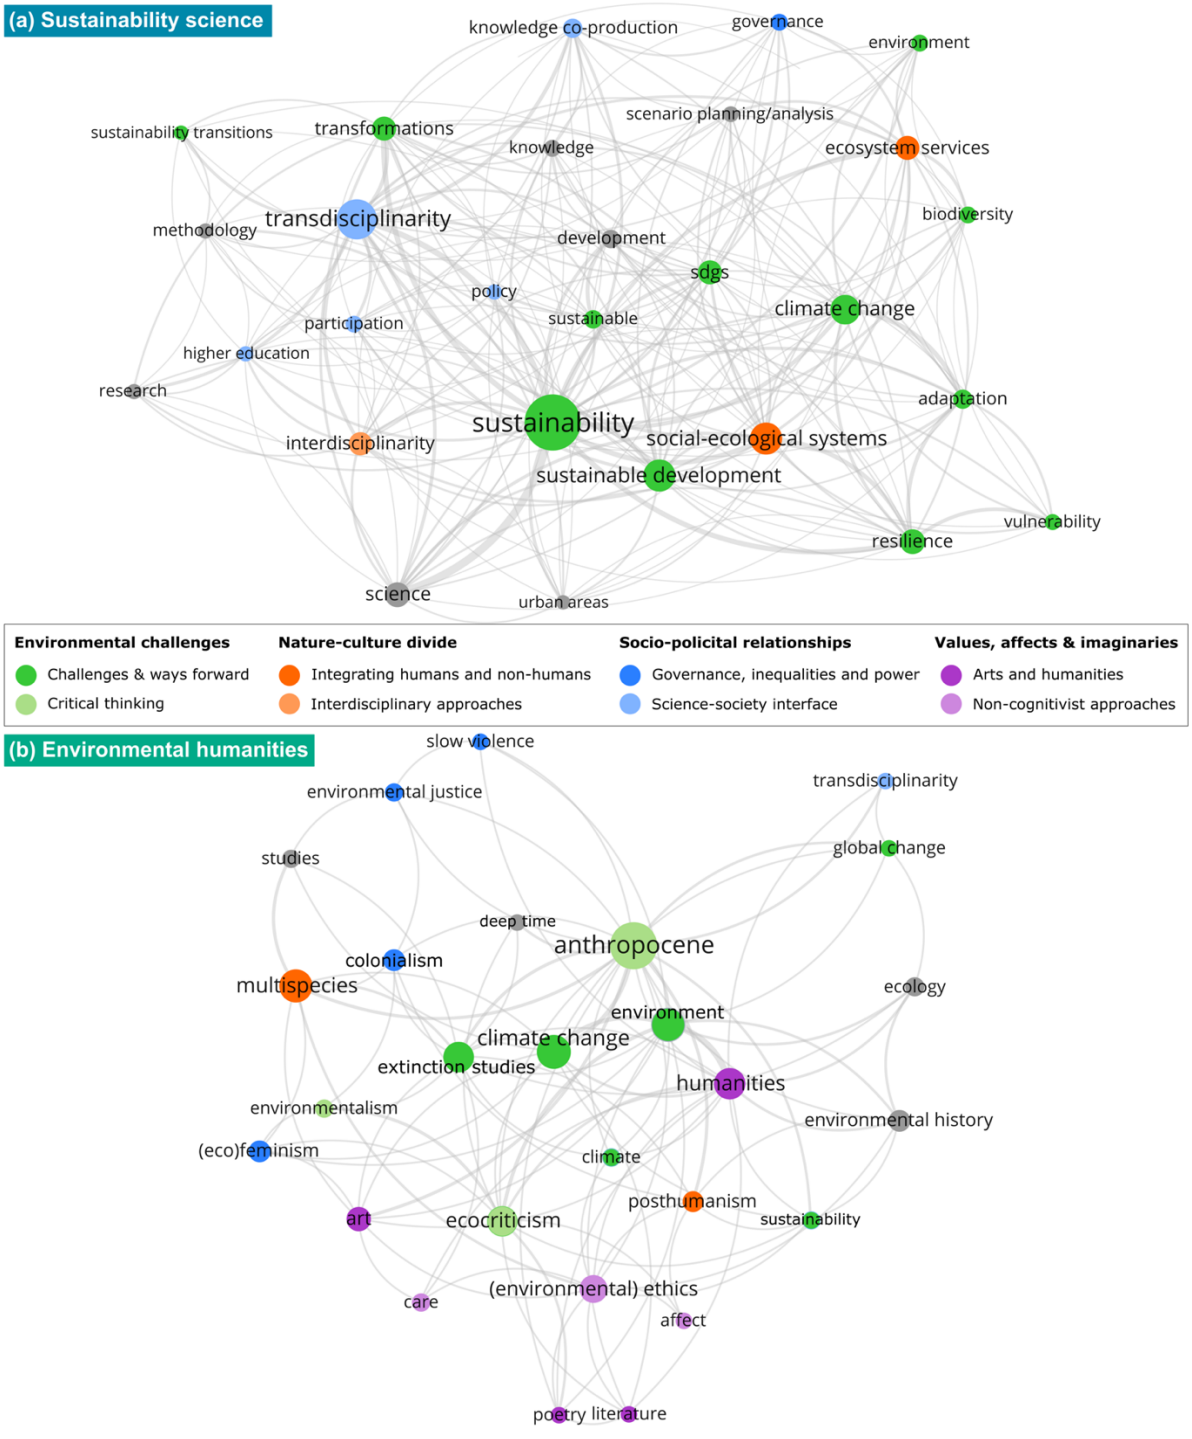 (a) Sustainability science
knowledge co-production
governance
environment
scenario planning/analysis
sustainability transitions
transformations
knowledge
ecosystem services
transdisciplinarity
biodiversity
methodology
development
sdgs
policy
climate change
sustainable
participation
higher education
research
adaptation
sustainability
social-ecological systems
interdisciplinarity
sustainable development
vulnerability
resilience
science
urban areas
Environmental challenges
Nature-culture divide
Socio-policital relationships
Values, affects & imaginaries
Challenges & ways forward
Integrating humans and non-humans
Governance, inequalities and power
Arts and humanities
Critical thinking
Interdisciplinary approaches
Science-society interface
Non-cognitivist approaches
(b) Environmental humanities
slow violence
transdisciplinarity
environmental justice
global change
studies
deep time
anthropocene
colonialism
multispecies
ecology
environment
climate change
extinction studies
humanities
environmentalism
environmental history
(eco)feminism
climate
posthumanism
art
ecocriticism
sustainability
(environmental) ethics
care
affect
poetry
literature